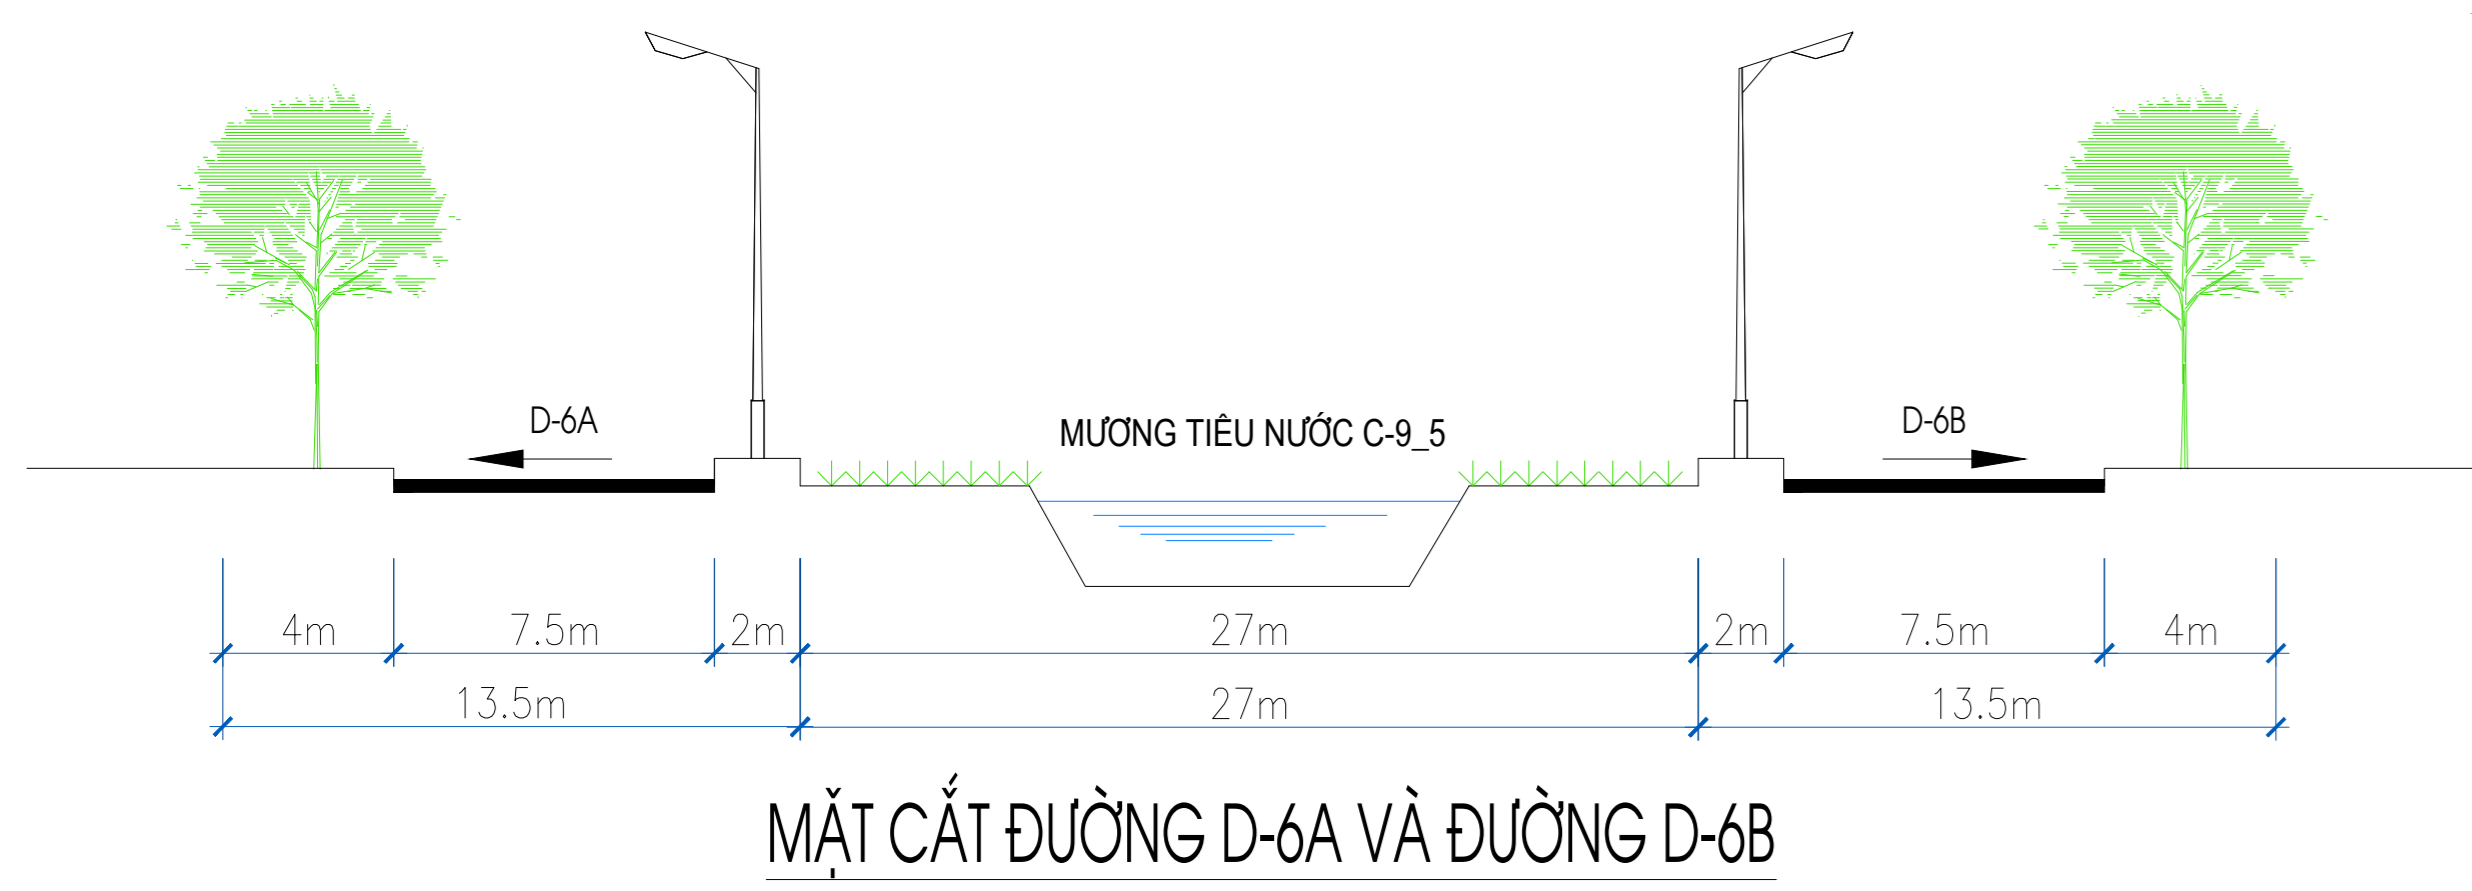 D-6A
MƯƠNG TIÊU NƯỚC C-9_5
D-6B
4m 7.5m 2m 27m 2m 7.5m 4m
13.5m 27m 13.5m
MẶT CẮT ĐƯỜNG D-6A VÀ ĐƯỜNG D-6B